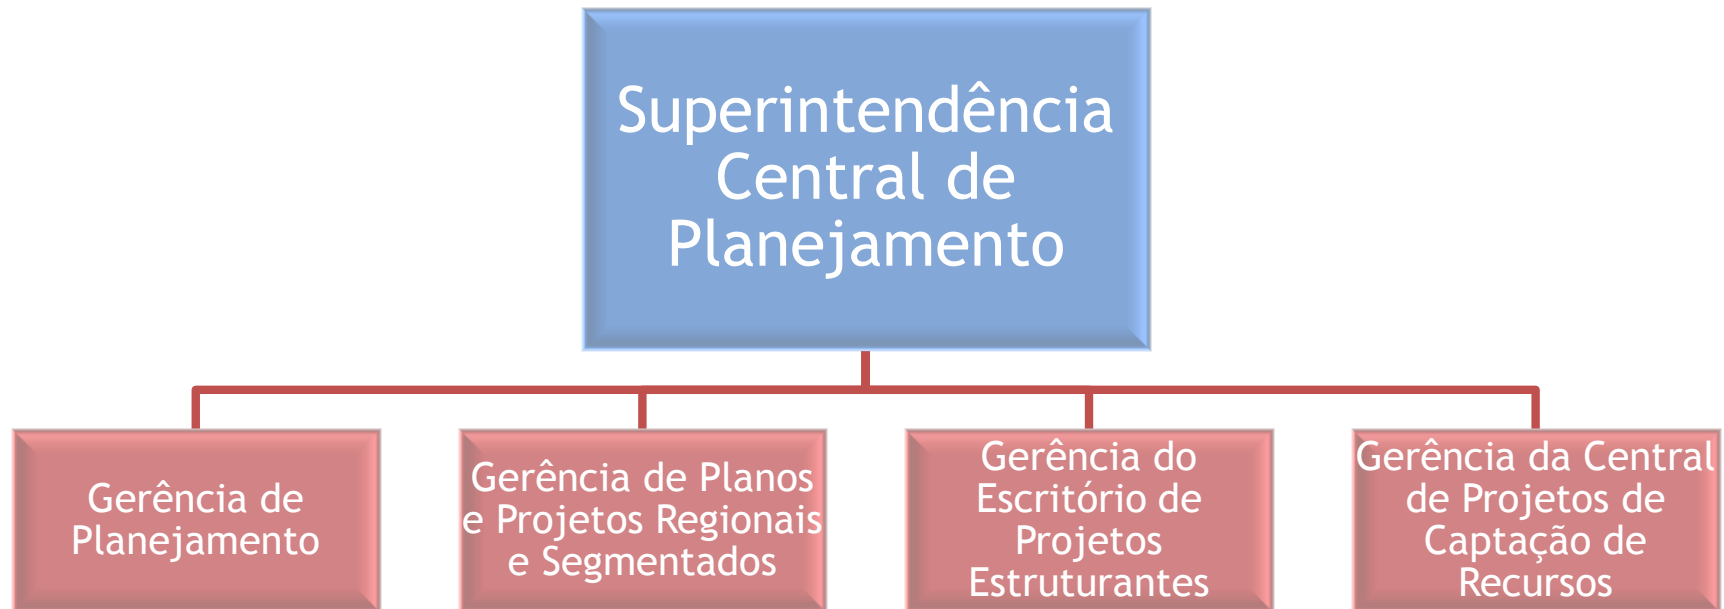 Superintendência
Central de
Planejamento
Gerência de
Planejamento
Gerência de Planos
e Projetos Regionais
e Segmentados
Gerência do
Escritório de
Projetos
Estruturantes
Gerência da Central
de Projetos de
Captação de
Recursos